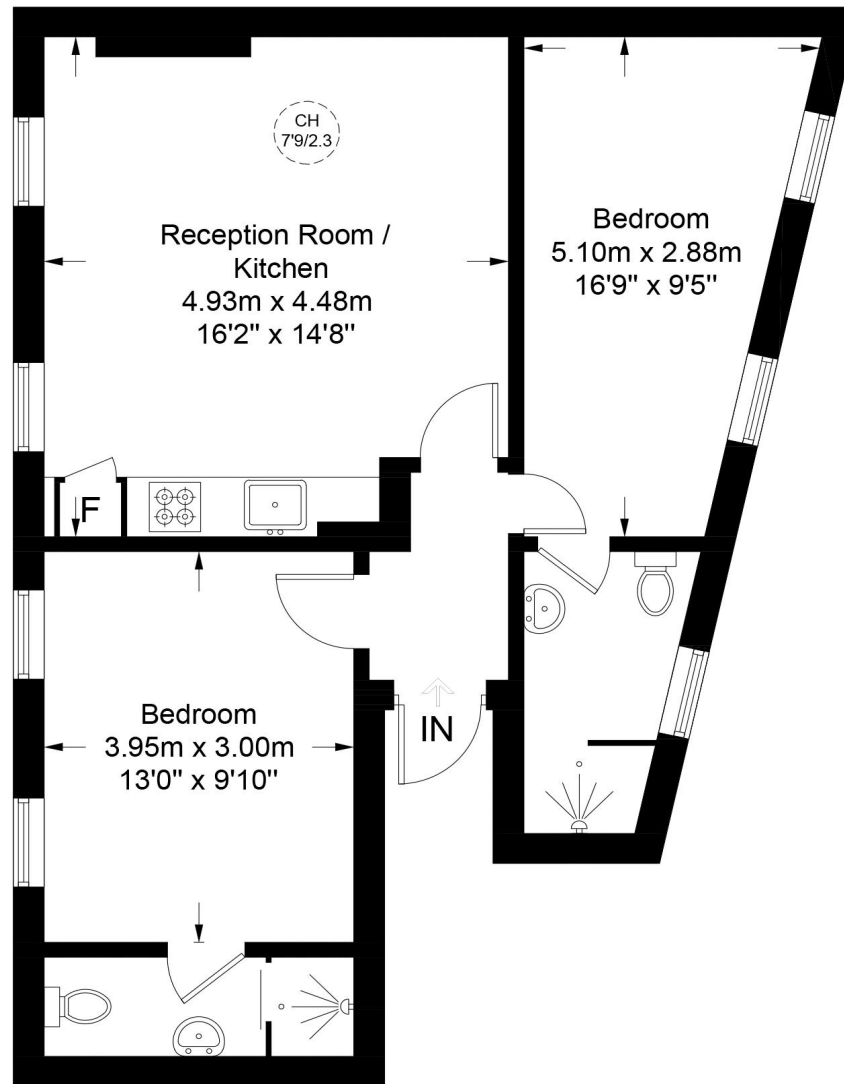 CH
7'9/2.3
Reception Room /
Kitchen
4.93m x 4.48m
16'2" x 14'8"
Bedroom
5.10m x 2.88m
16'9" x 9'5"
F
Bedroom
3.95m x 3.00m
13'0" x 9'10"
IN